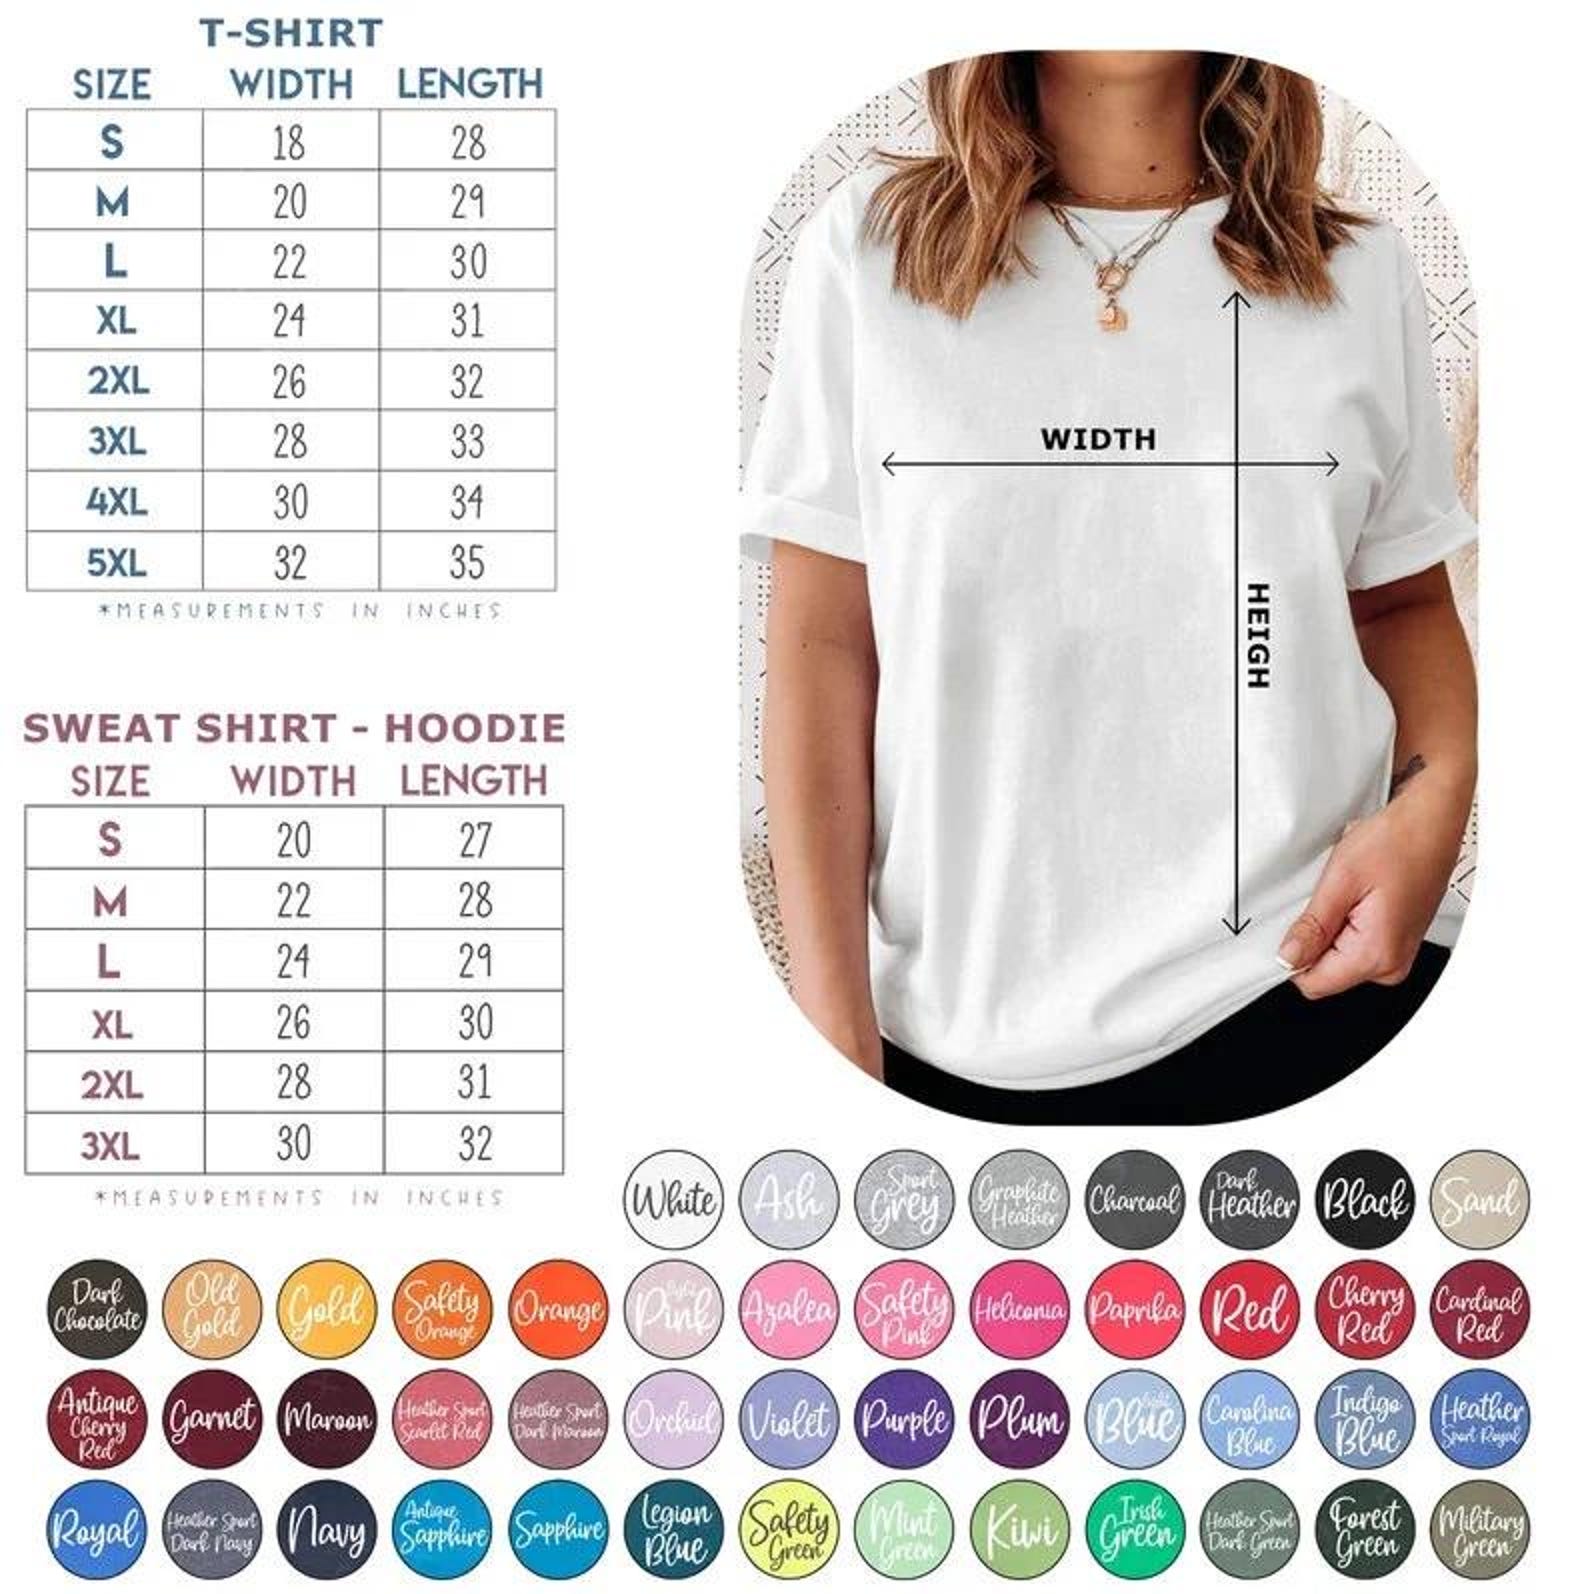 T-SHIRT
SIZE WIDTH LENGTH
S 18 28
M 20 29
L 22 30
XL 24 31
2XL 26 32
3XL 28 33
4XL 30 34
5XL 32 35
*MEASUREMENTS IN INCHES
WIDTH
HEIGH
SWEAT SHIRT - HOODIE
SIZE WIDTH LENGTH
S 20 27
M 22 28
L 24 29
XL 26 30
2XL 28 31
3XL 30 32
*MEASUREMENTS IN INCHES
White
Ash
Sport
Grey
Graphite
Heather
Charcoal
Dark
Heather
Black
Sand
Dark
Chocolate
Old
Gold
Gold
Safety
Orange
Orange
light
Pink
Azalea
Safety
Pink
Heliconia
Paprika
Red
Cherry
Red
Cardinal
Red
Antique
Cherry
Red
Garnet
Maroon
Heather Sport
Scarlet Red
Heather Sport
Dark Maroon
Orchid
Violet
Purple
Plum
light
Blue
Carolina
Blue
Indigo
Blue
Heather
Sport Royal
Royal
Heather Sport
Dark Navy
Navy
Antique
Sapphire
Sapphire
Legion
Blue
Safety
Green
Mint
Green
Kiwi
Irish
Green
Heather Sport
Dark Green
Forest
Green
Military
Green